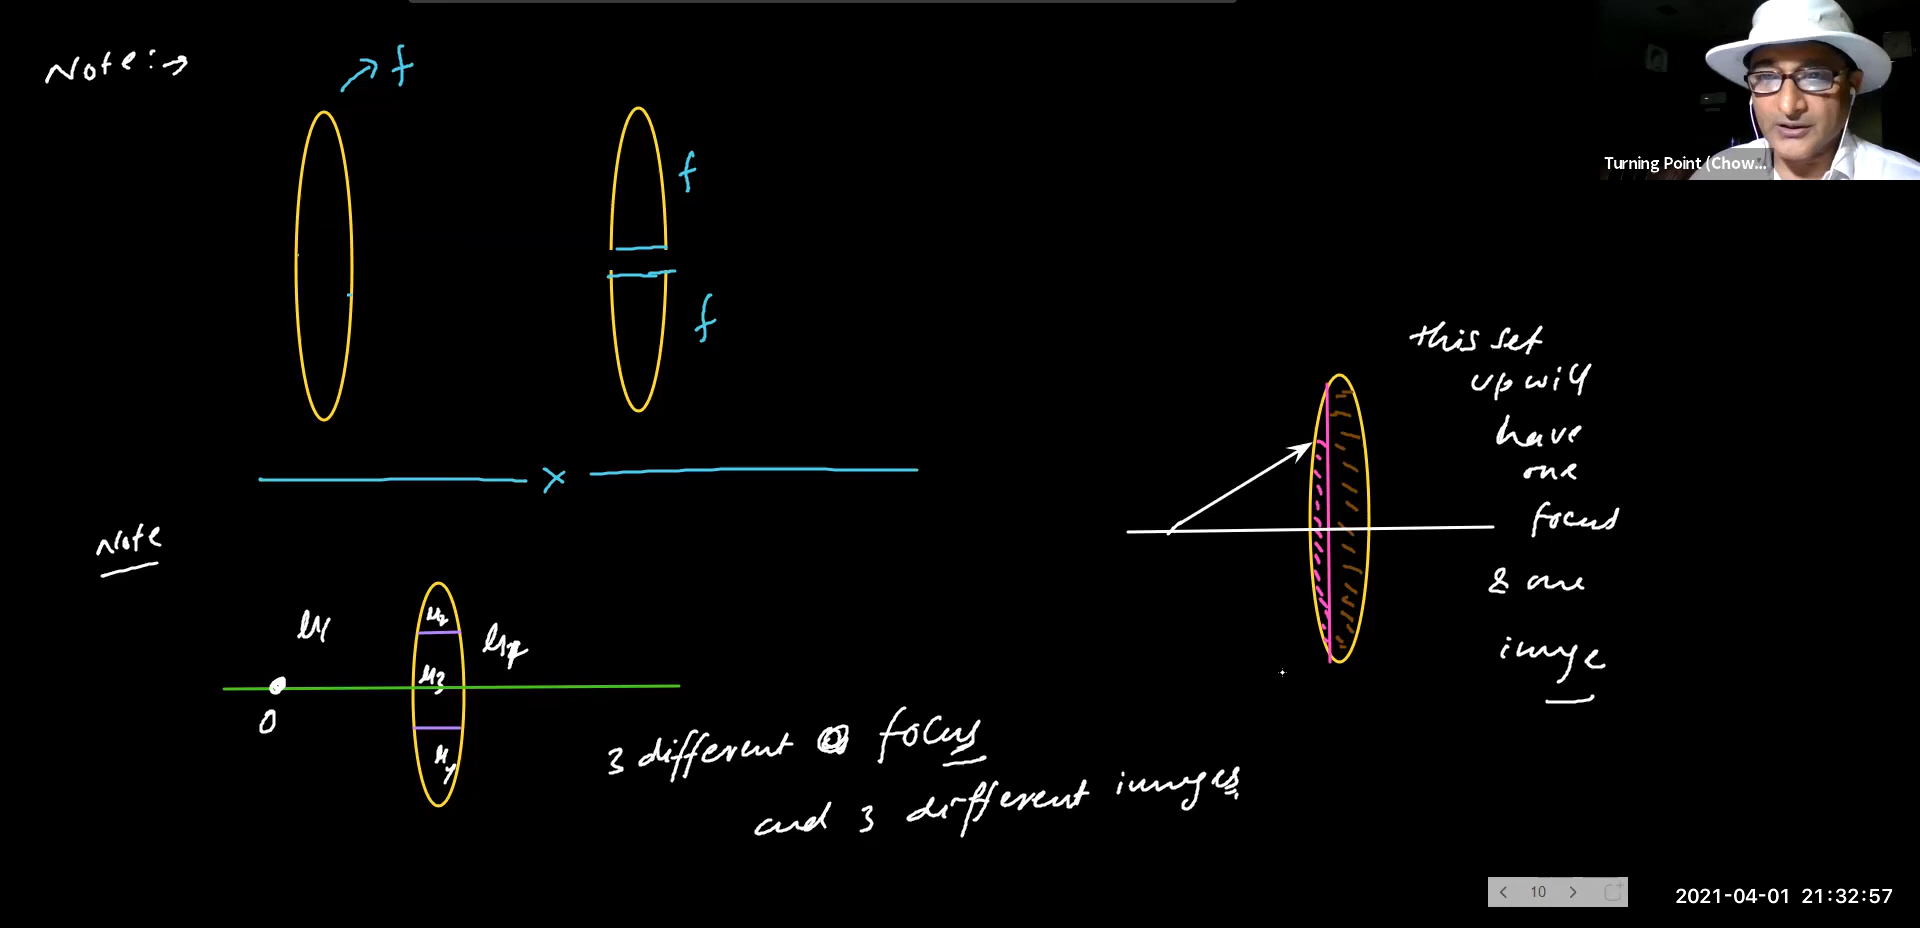 Note:→
f
f
f
x
Note
μ1
μ2
μ3
μ4
O
3 different focus
and 3 different images
this set
up will
have
one
focus
& one
image
Turning Point (Chow...
10
2021-04-01 21:32:57